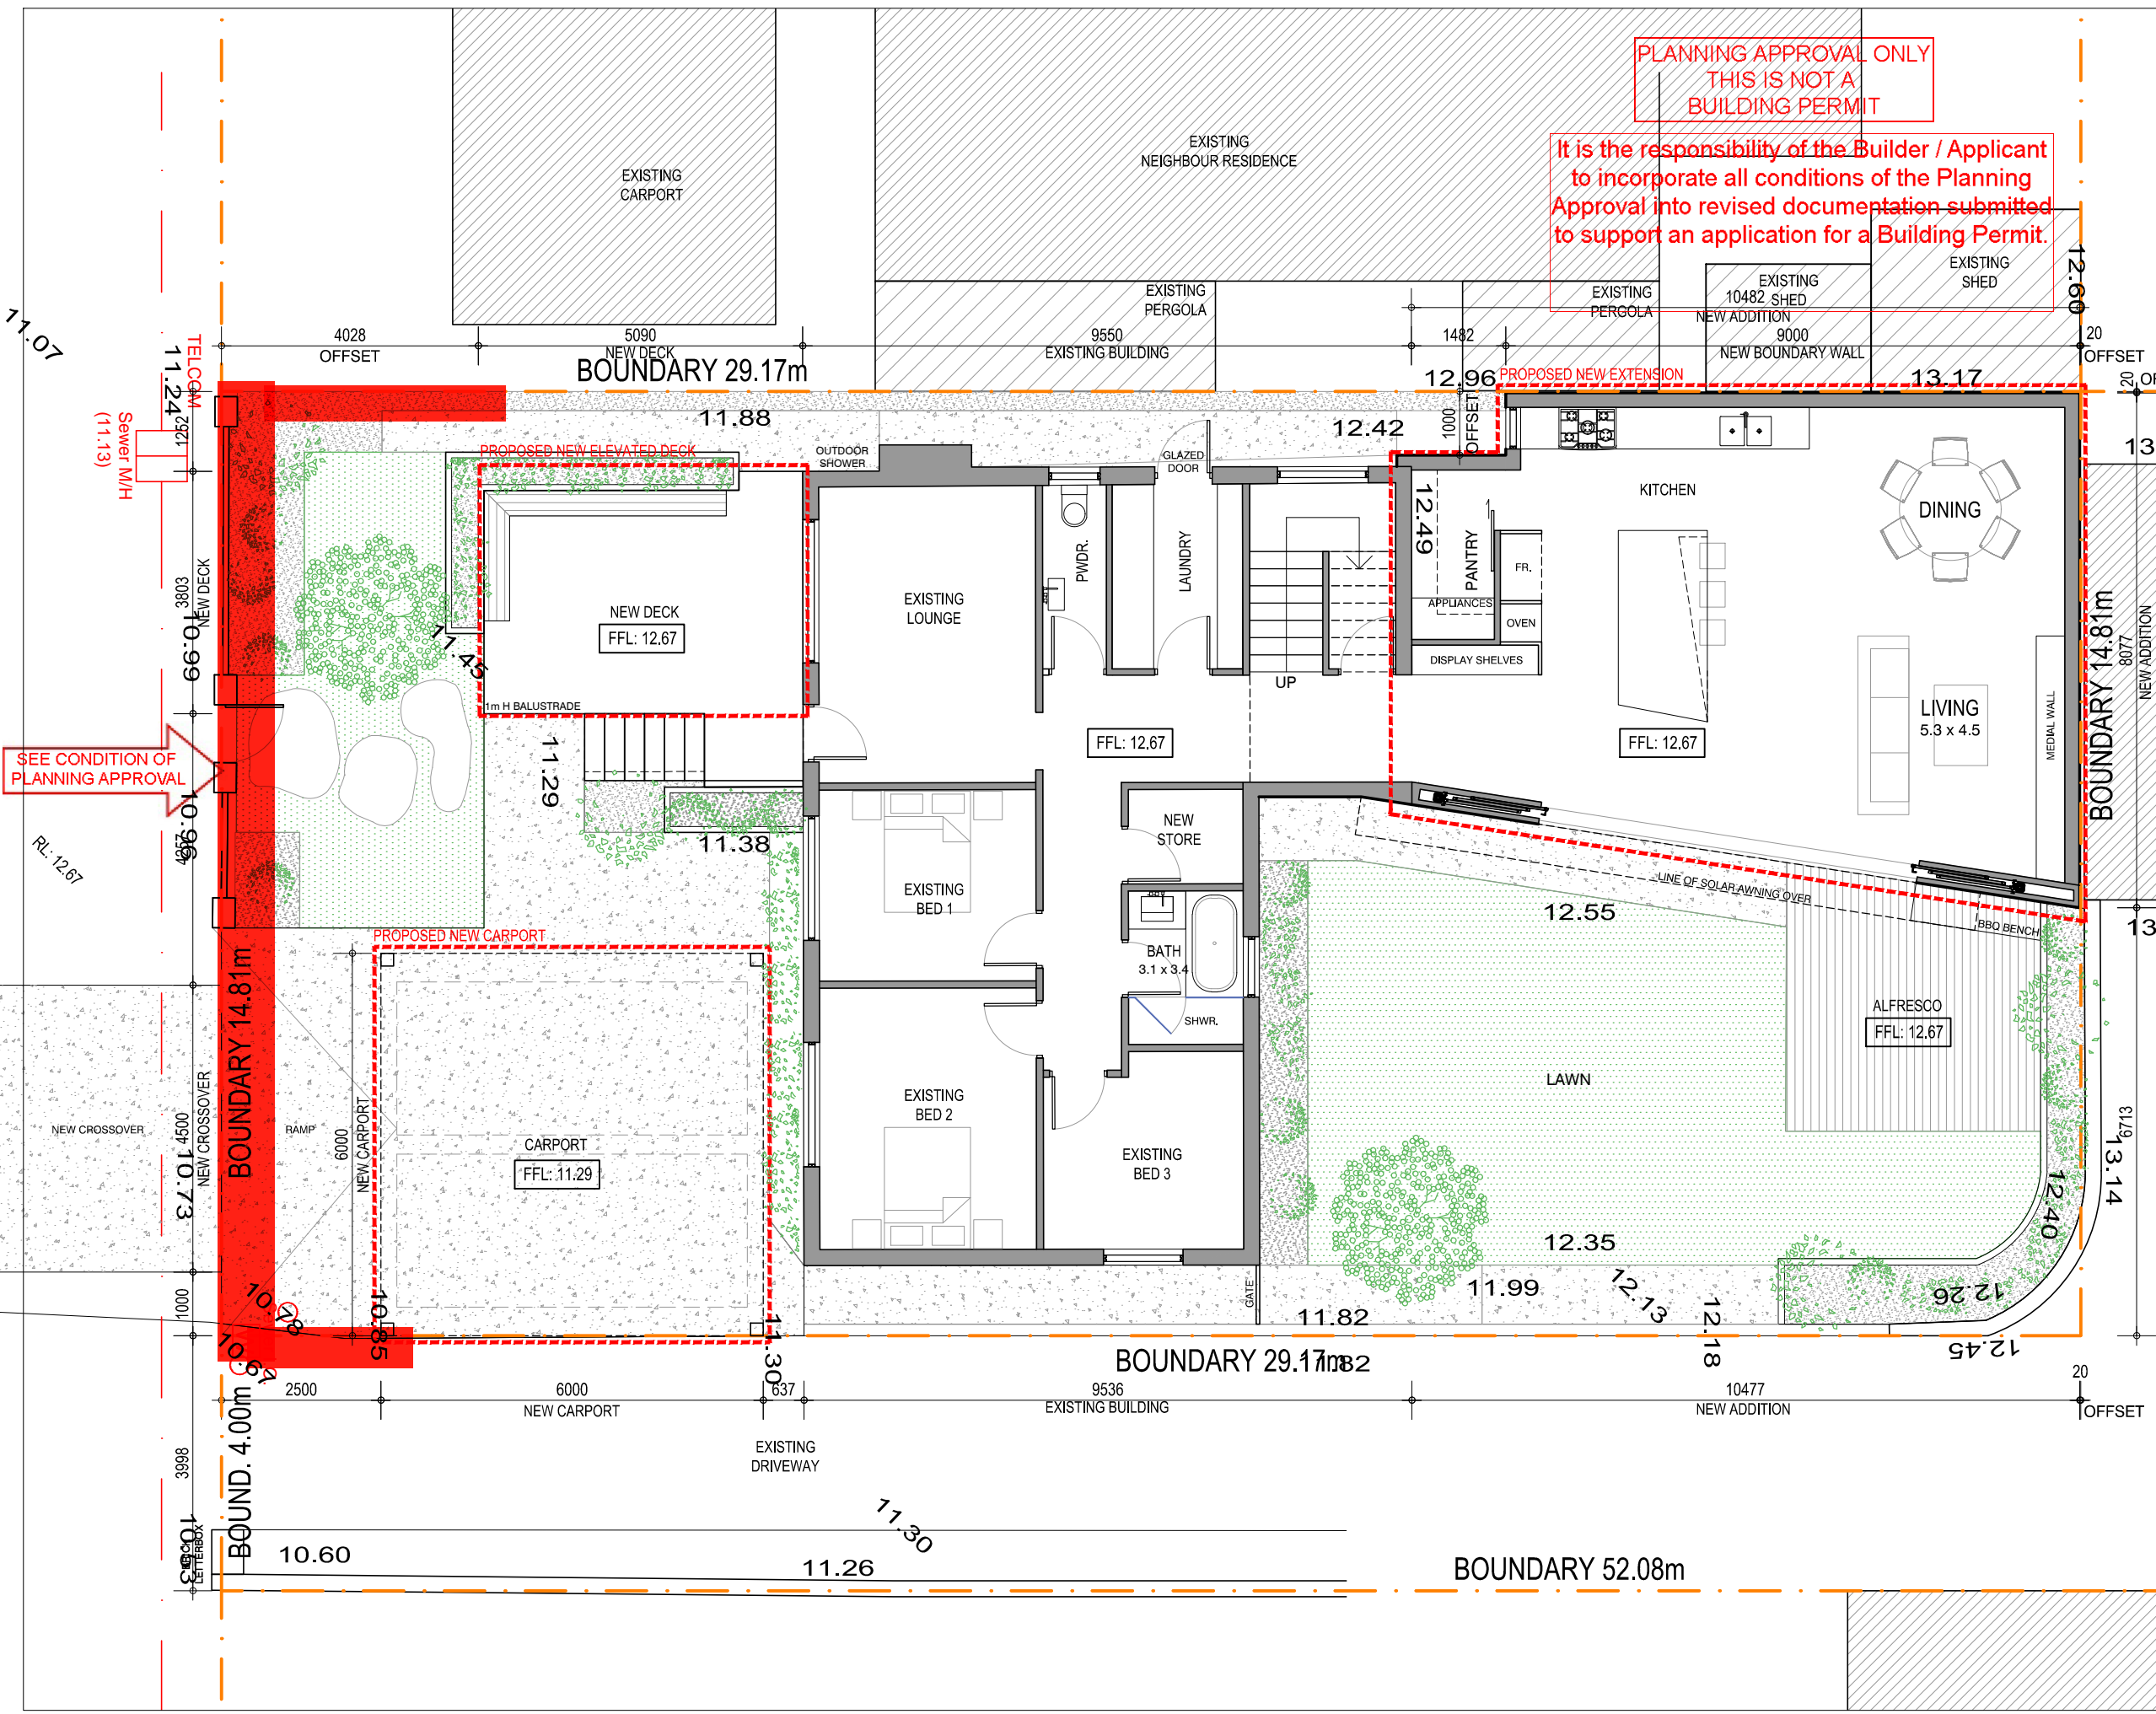 PLANNING APPROVAL ONLY
THIS IS NOT A
BUILDING PERMIT
It is the responsibility of the Builder / Applicant
to incorporate all conditions of the Planning
Approval into revised documentation submitted
to support an application for a Building Permit.
EXISTING
CARPORT
EXISTING
NEIGHBOUR RESIDENCE
EXISTING
PERGOLA
EXISTING
PERGOLA
EXISTING
SHED
EXISTING
SHED
10482
NEW ADDITION
12.60
11.07
TELCOM
11.24
Sewer M/H
(11.13)
4028
OFFSET
5090
NEW DECK
9550
EXISTING BUILDING
1482
9000
NEW BOUNDARY WALL
20
OFFSET
20
BOUNDARY 29.17m
12.96
PROPOSED NEW EXTENSION
13.17
4252
11.88
12.42
1000
OFFSET
PROPOSED NEW ELEVATED DECK
OUTDOOR
SHOWER
GLAZED
DOOR
KITCHEN
DINING
12.49
PANTRY
FR.
APPLIANCES
OVEN
DISPLAY SHELVES
3803
NEW DECK
10.99
NEW DECK
FFL: 12.67
11.45
1m H BALUSTRADE
EXISTING
LOUNGE
PWDR.
LAUNDRY
UP
FFL: 12.67
FFL: 12.67
LIVING
5.3 x 4.5
MEDIAL WALL
BOUNDARY 14.81m
8077
NEW ADDITION
SEE CONDITION OF
PLANNING APPROVAL
10.96
RL: 12.67
11.29
11.38
NEW
STORE
EXISTING
BED 1
BATH
3.1 x 3.4
SHWR.
12.55
LINE OF SOLAR AWNING OVER
BBQ BENCH
ALFRESCO
FFL: 12.67
LAWN
PROPOSED NEW CARPORT
BOUNDARY 14.81m
NEW CROSSOVER
4500
NEW CROSSOVER
10.73
RAMP
6000
NEW CARPORT
CARPORT
FFL: 11.29
EXISTING
BED 2
EXISTING
BED 3
6713
13.14
12.40
12.35
12.26
1000
10.78
10.67
10.85
11.30
GATE
11.82
11.99
12.13
12.18
12.45
BOUNDARY 29.17m
2500
6000
NEW CARPORT
637
9536
EXISTING BUILDING
10477
NEW ADDITION
20
OFFSET
BOUND. 4.00m
3998
EXISTING
DRIVEWAY
LETTERBOX
10.60
11.26
11.30
BOUNDARY 52.08m